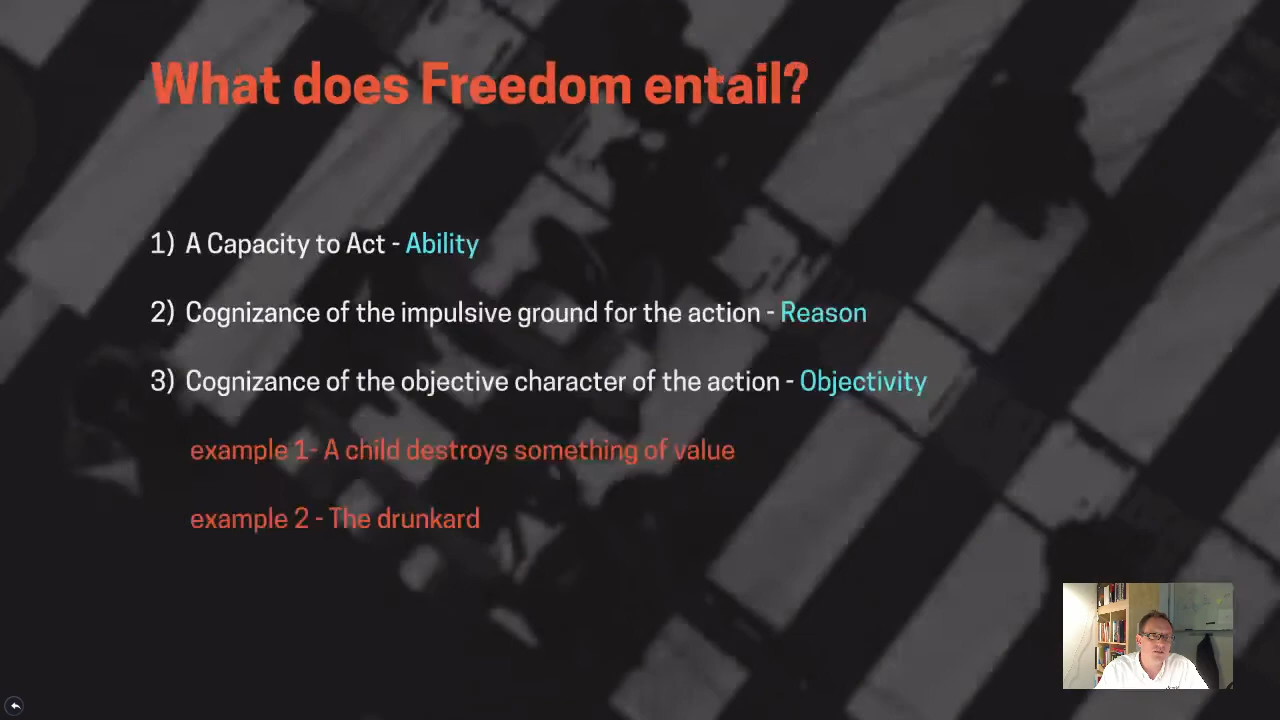 What does Freedom entail?
1) A Capacity to Act - Ability
2) Cognizance of the impulsive ground for the action - Reason
3) Cognizance of the objective character of the action - Objectivity
example 1- A child destroys something of value
example 2 - The drunkard